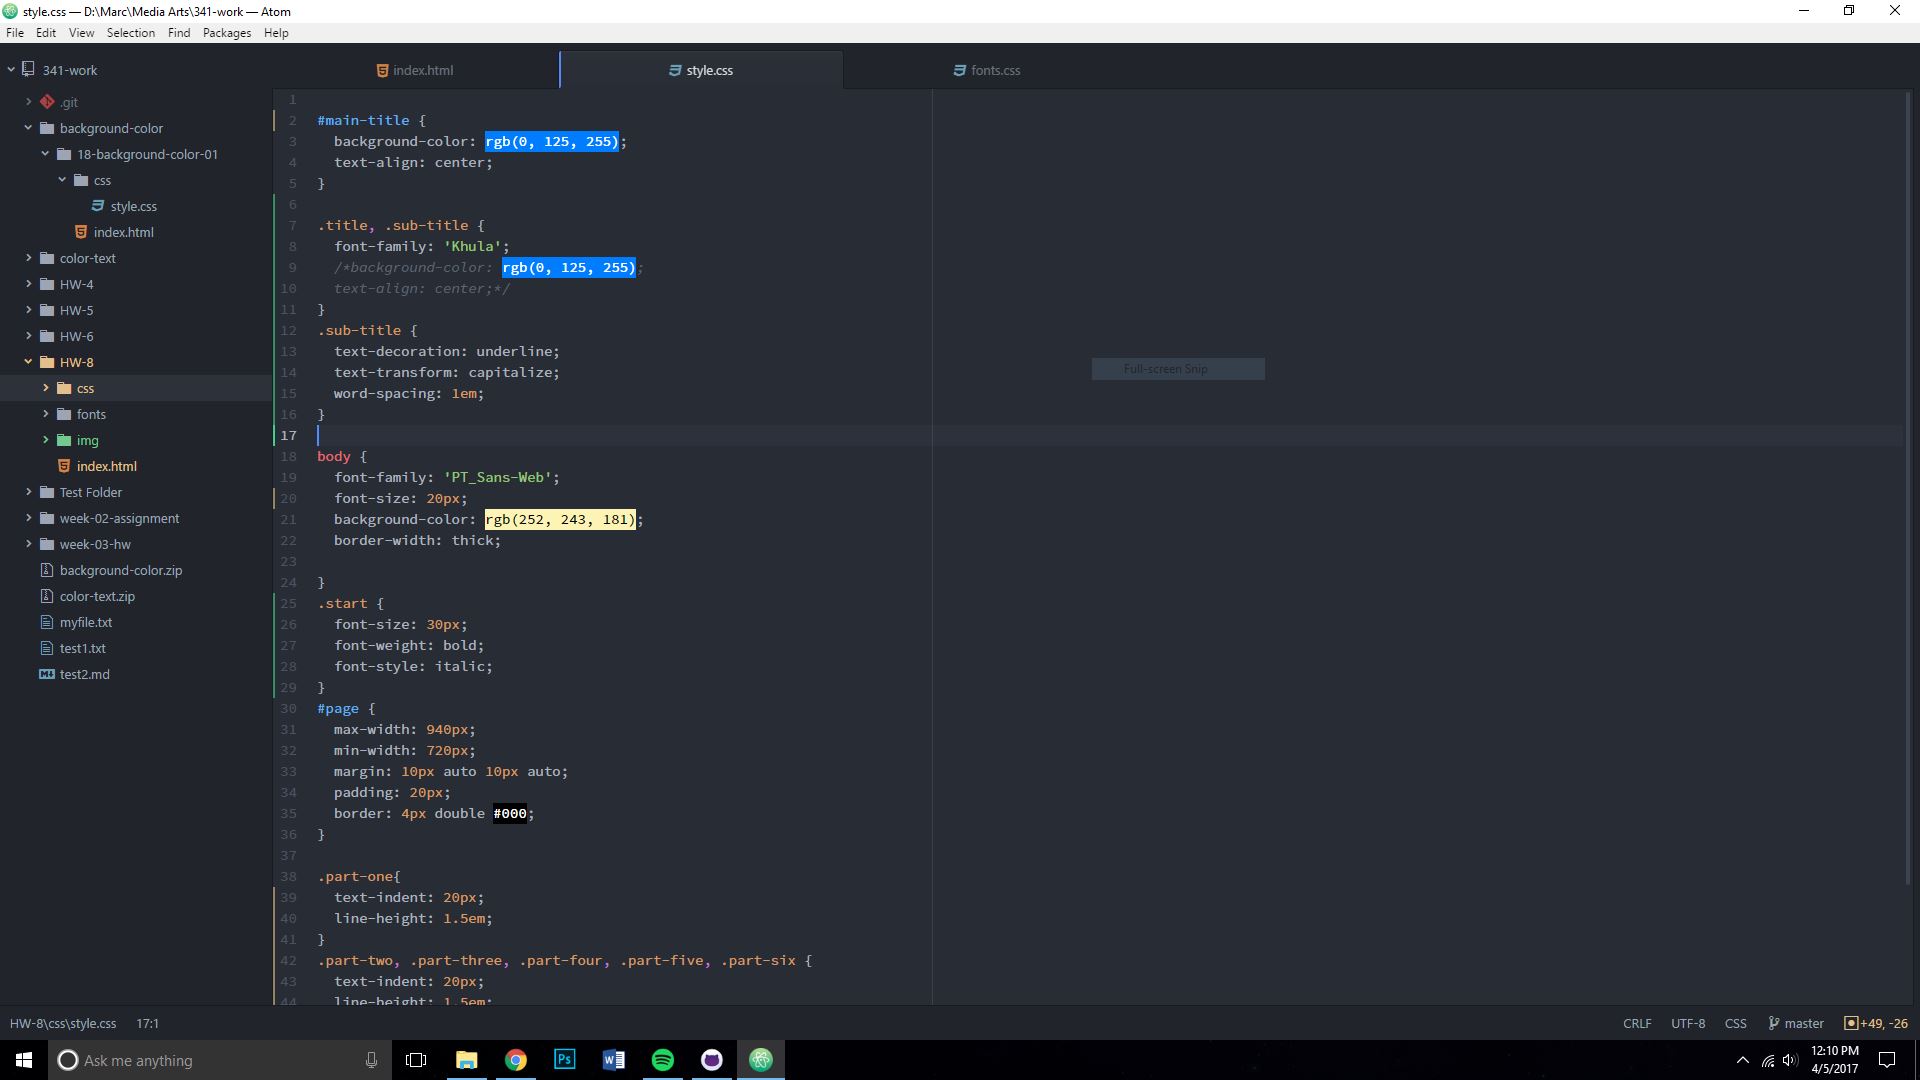 style.css — D:\Marc\Media Arts\341-work — Atom
File Edit View Selection Find Packages Help
341-work
.git
background-color
18-background-color-01
css
style.css
index.html
color-text
HW-4
HW-5
HW-6
HW-8
css
fonts
img
index.html
Test Folder
week-02-assignment
week-03-hw
background-color.zip
color-text.zip
myfile.txt
test1.txt
test2.md
index.html style.css fonts.css
1
2 #main-title {
3 background-color: rgb(0, 125, 255);
4 text-align: center;
5 }
6
7 .title, .sub-title {
8 font-family: 'Khula';
9 /*background-color: rgb(0, 125, 255);
10 text-align: center;*/
11 }
12 .sub-title {
13 text-decoration: underline;
14 text-transform: capitalize;
15 word-spacing: 1em;
16 }
17
18 body {
19 font-family: 'PT_Sans-Web';
20 font-size: 20px;
21 background-color: rgb(252, 243, 181);
22 border-width: thick;
23
24 }
25 .start {
26 font-size: 30px;
27 font-weight: bold;
28 font-style: italic;
29 }
30 #page {
31 max-width: 940px;
32 min-width: 720px;
33 margin: 10px auto 10px auto;
34 padding: 20px;
35 border: 4px double #000;
36 }
37
38 .part-one{
39 text-indent: 20px;
40 line-height: 1.5em;
41 }
42 .part-two, .part-three, .part-four, .part-five, .part-six {
43 text-indent: 20px;
44 line-height: 1.5em;
Full-screen Snip
HW-8\css\style.css 17:1 CRLF UTF-8 CSS master +49, -26
Ask me anything
Ps
W
12:10 PM
4/5/2017